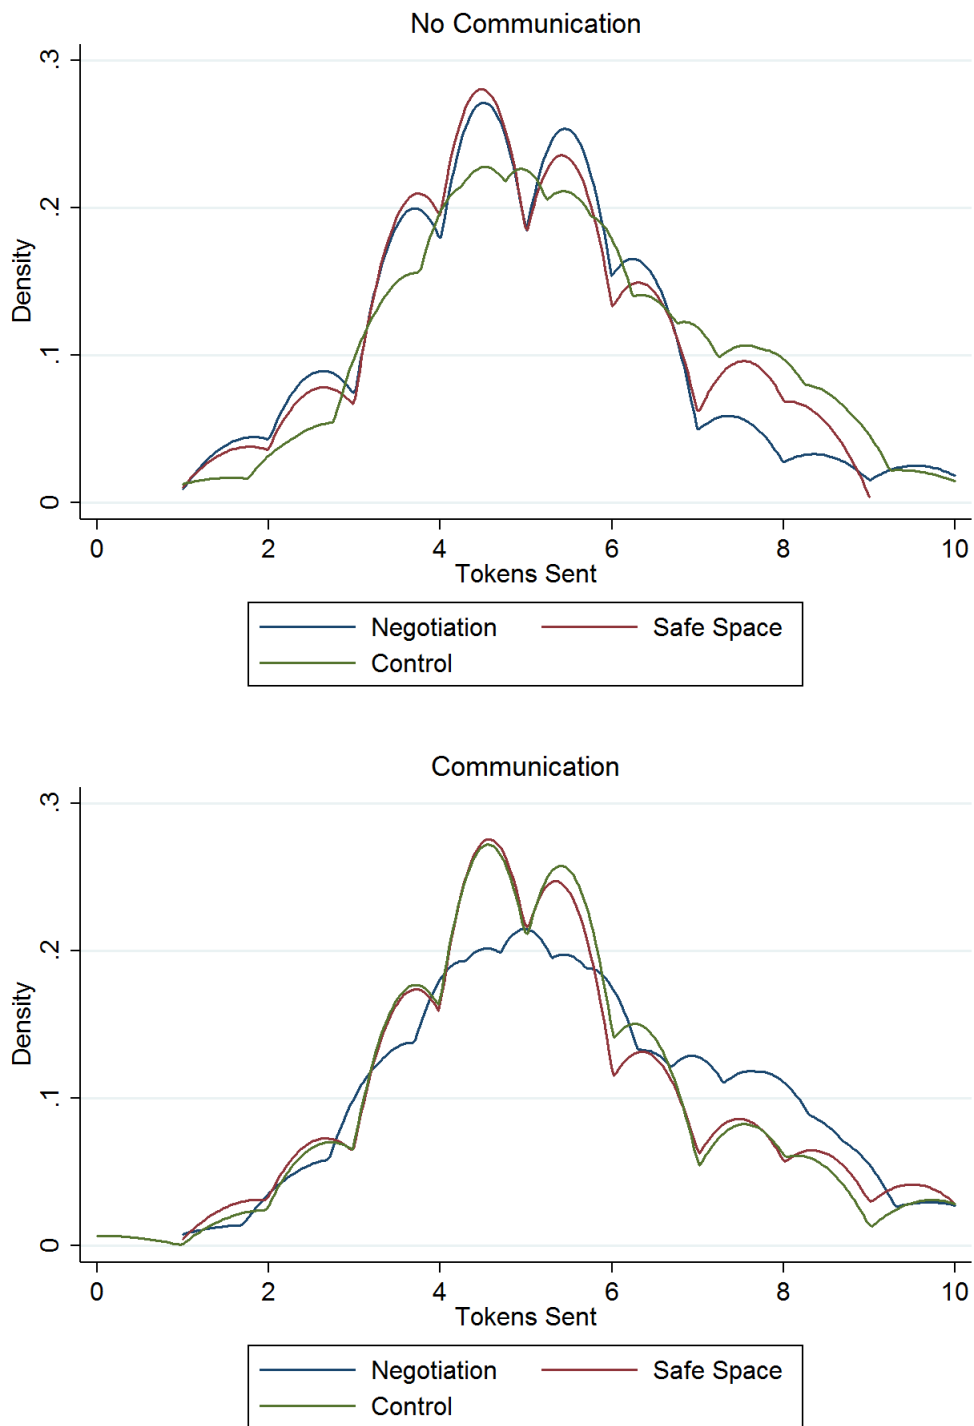 No Communication
.3
.2
.1
0
Density
0 2 4 6 8 10
Tokens Sent
Negotiation Safe Space
Control
Communication
.3
.2
.1
0
Density
0 2 4 6 8 10
Tokens Sent
Negotiation Safe Space
Control